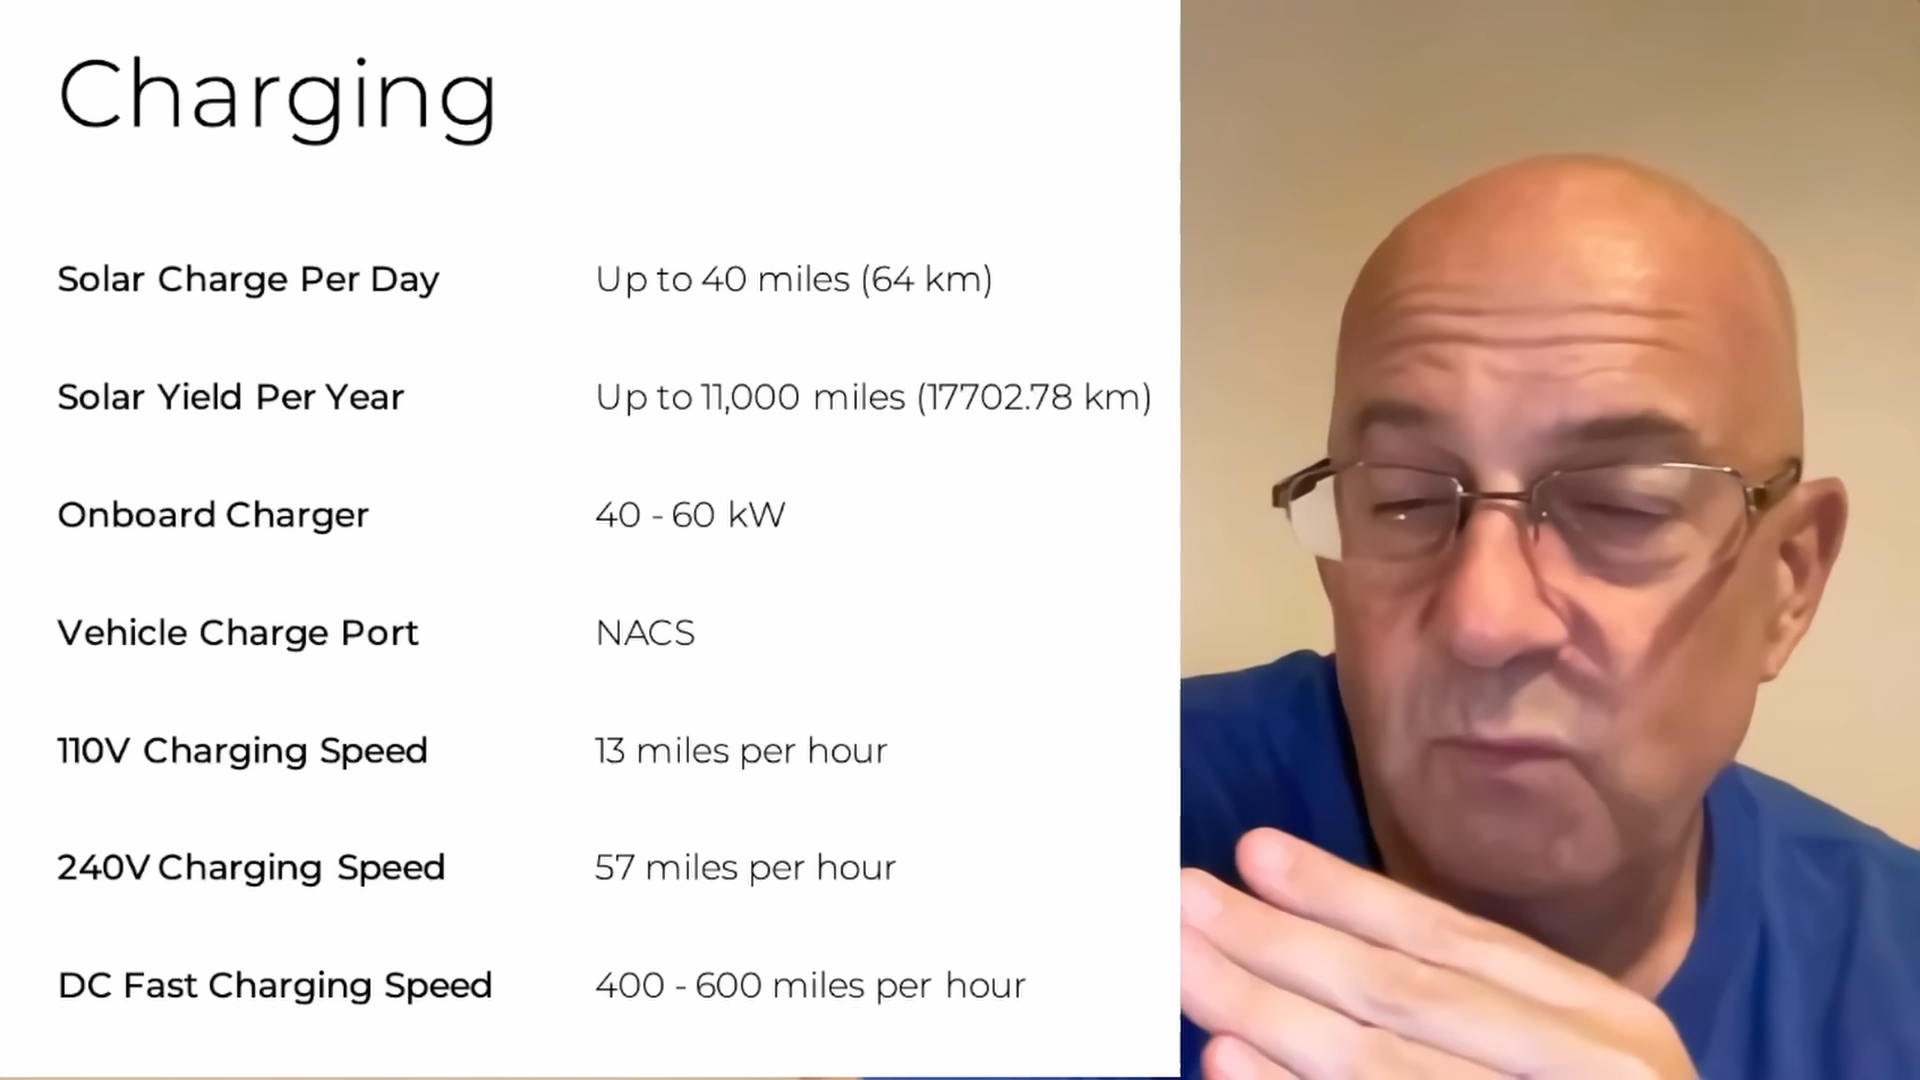 Charging
Solar Charge Per Day Up to 40 miles (64 km)
Solar Yield Per Year Up to 11,000 miles (17702.78 km)
Onboard Charger 40 - 60 kW
Vehicle Charge Port NACS
110V Charging Speed 13 miles per hour
240V Charging Speed 57 miles per hour
DC Fast Charging Speed 400 - 600 miles per hour